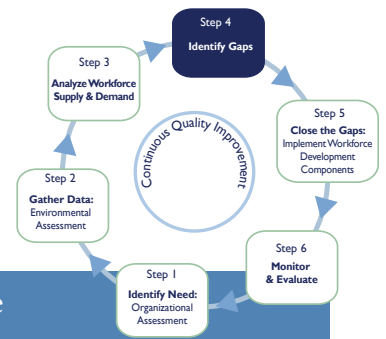 Step 4
Identify Gaps
Step 3
Analyze Workforce
Supply & Demand
Step 5
Close the Gaps:
Implement Workforce
Development
Components
Continuous Quality Improvement
Step 2
Gather Data:
Environmental
Assessment
Step 6
Monitor
& Evaluate
Step 1
Identify Need:
Organizational
Assessment
e